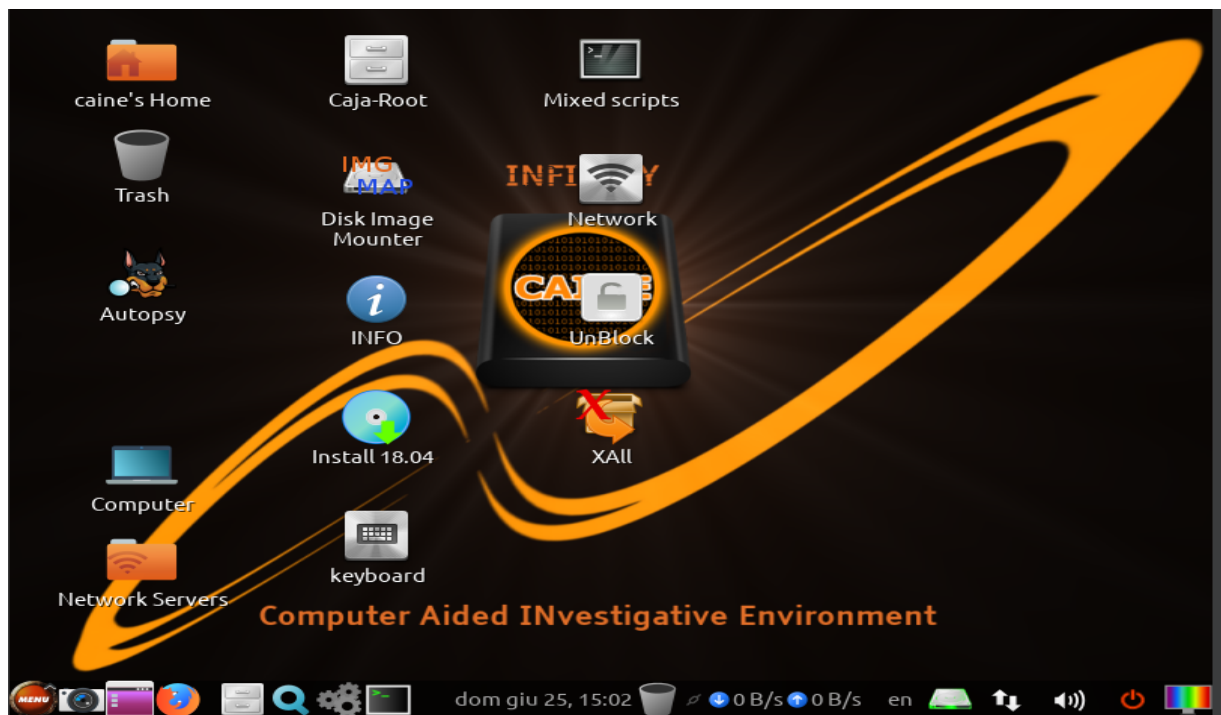 caine's Home
Caja-Root
Mixed scripts
Trash
IMG
MAP
Disk Image
Mounter
Network
Autopsy
INFO
UnBlock
Install 18.04
XAll
Computer
keyboard
Network Servers
Computer Aided INvestigative Environment
MENU
dom giu 25, 15:02
0 B/s
0 B/s
en